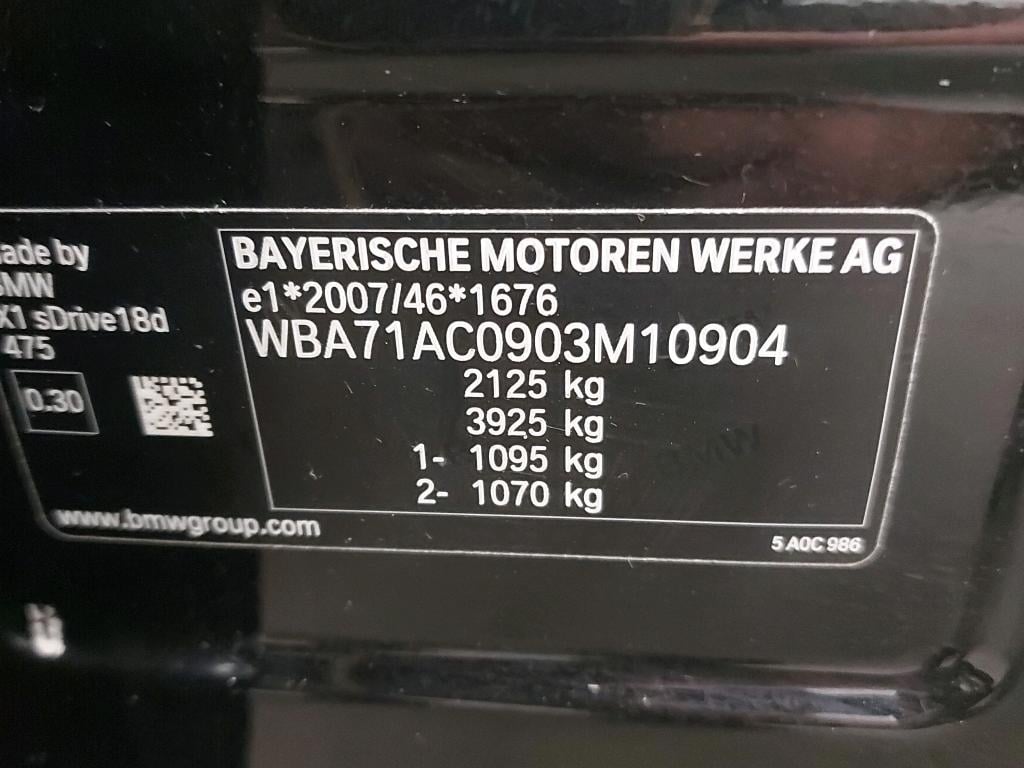 ade by
BMW
X1 sDrive18d
475
0.30
www.bmwgroup.com
BAYERISCHE MOTOREN WERKE AG
e1*2007/46*1676
WBA71AC0903M10904
2125 kg
3925 kg
1- 1095 kg
2- 1070 kg
5 A0C 986